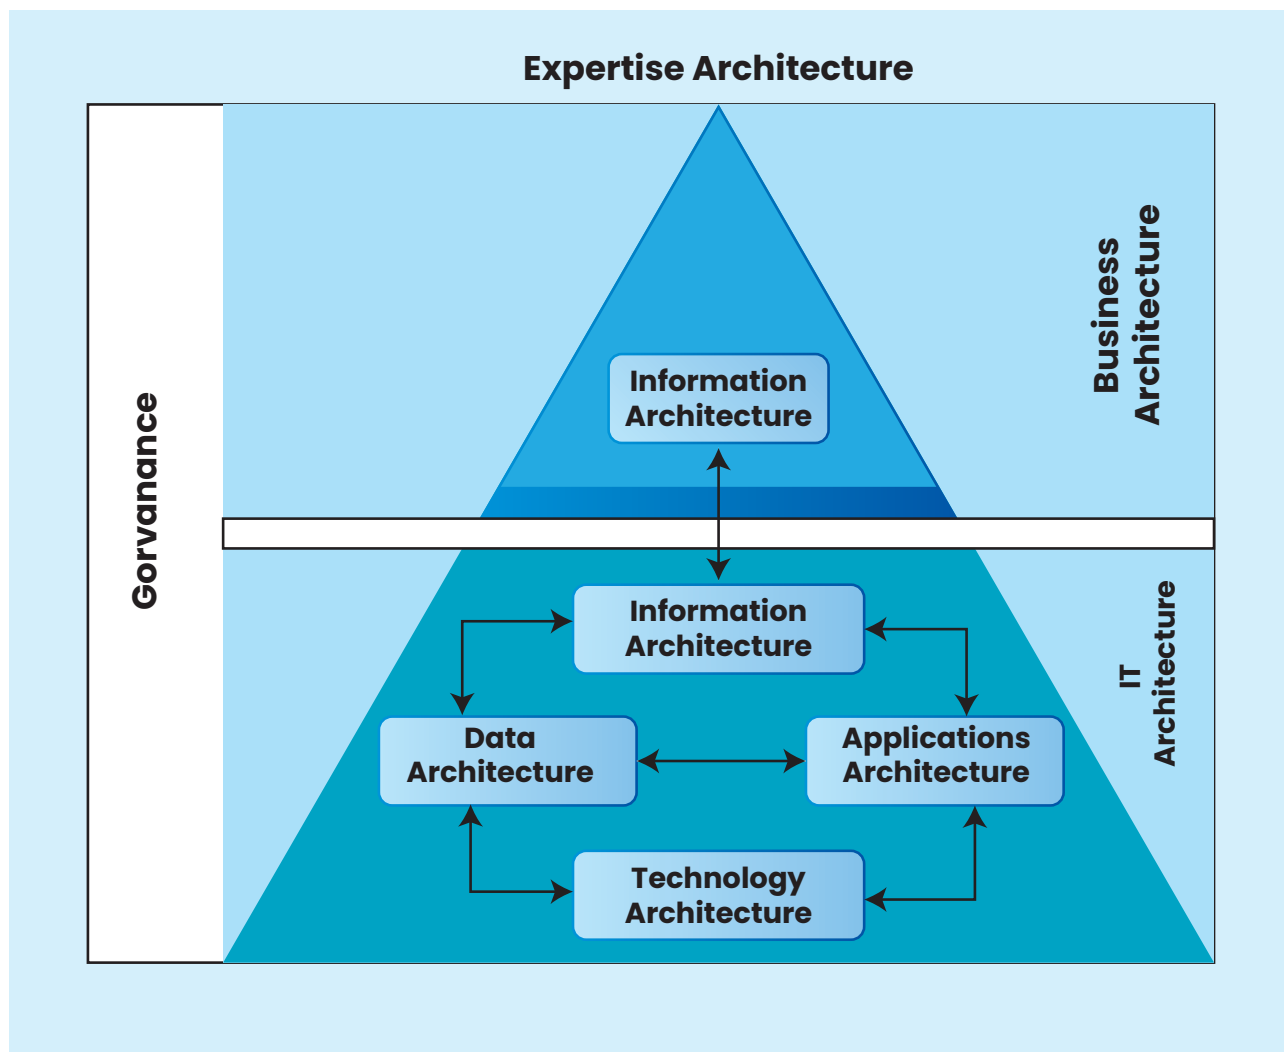 Expertise Architecture
Gorvanance
Business
Architecture
Information
Architecture
IT
Architecture
Information
Architecture
Data
Architecture
Applications
Architecture
Technology
Architecture